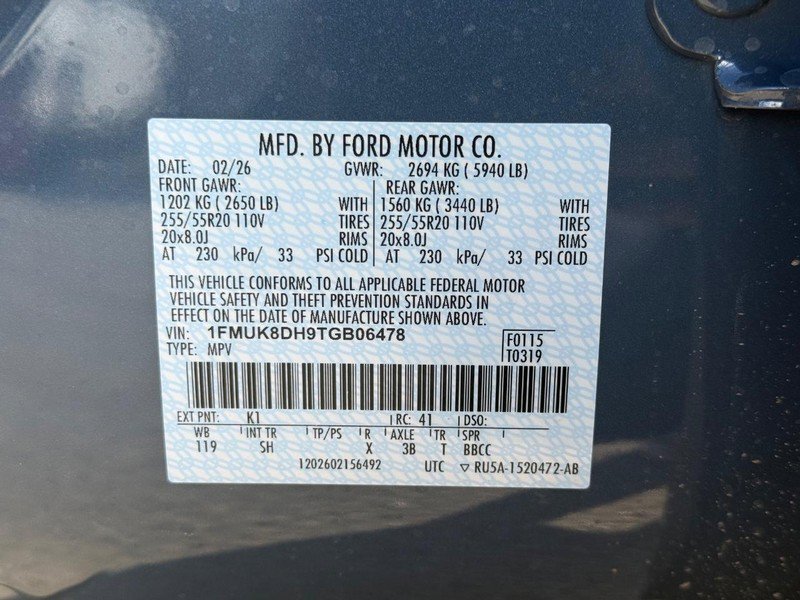 MFD. BY FORD MOTOR CO.
DATE: 02/26 GVWR: 2694 KG ( 5940 LB)
FRONT GAWR: REAR GAWR:
1202 KG ( 2650 LB) WITH 1560 KG ( 3440 LB) WITH
255/55R20 110V TIRES 255/55R20 110V TIRES
20x8.0J RIMS 20x8.0J RIMS
AT 230 kPa/ 33 PSI COLD AT 230 kPa/ 33 PSI COLD
THIS VEHICLE CONFORMS TO ALL APPLICABLE FEDERAL MOTOR
VEHICLE SAFETY AND THEFT PREVENTION STANDARDS IN
EFFECT ON THE DATE OF MANUFACTURE SHOWN ABOVE.
VIN: 1FMUK8DH9TGB06478 F0115
TYPE: MPV T0319
EXT PNT: K1 RC: 41 DSO:
WB INT TR TP/PS R AXLE TR SPR
119 SH X 3B T BBCC
1202602156492 UTC ▽ RU5A-1520472-AB